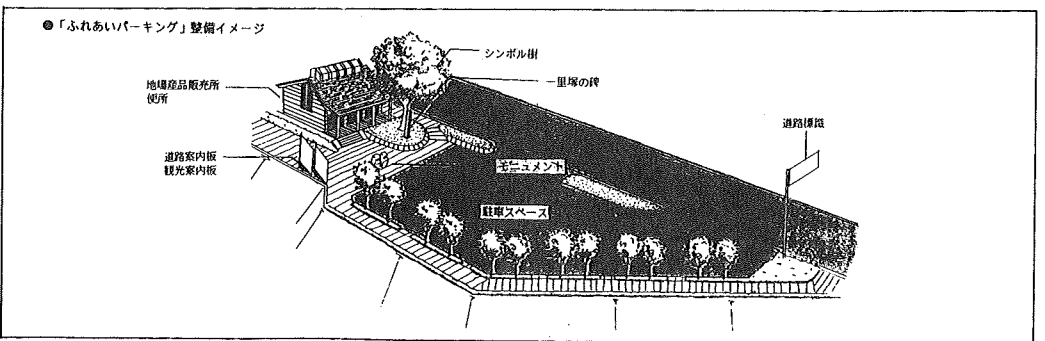 ●「ふれあいパーキング」整備イメージ
シンボル樹
一里塚の碑
地場産品販売所
便所
道路標識
道路案内板
観光案内板
モニュメント
駐車スペース